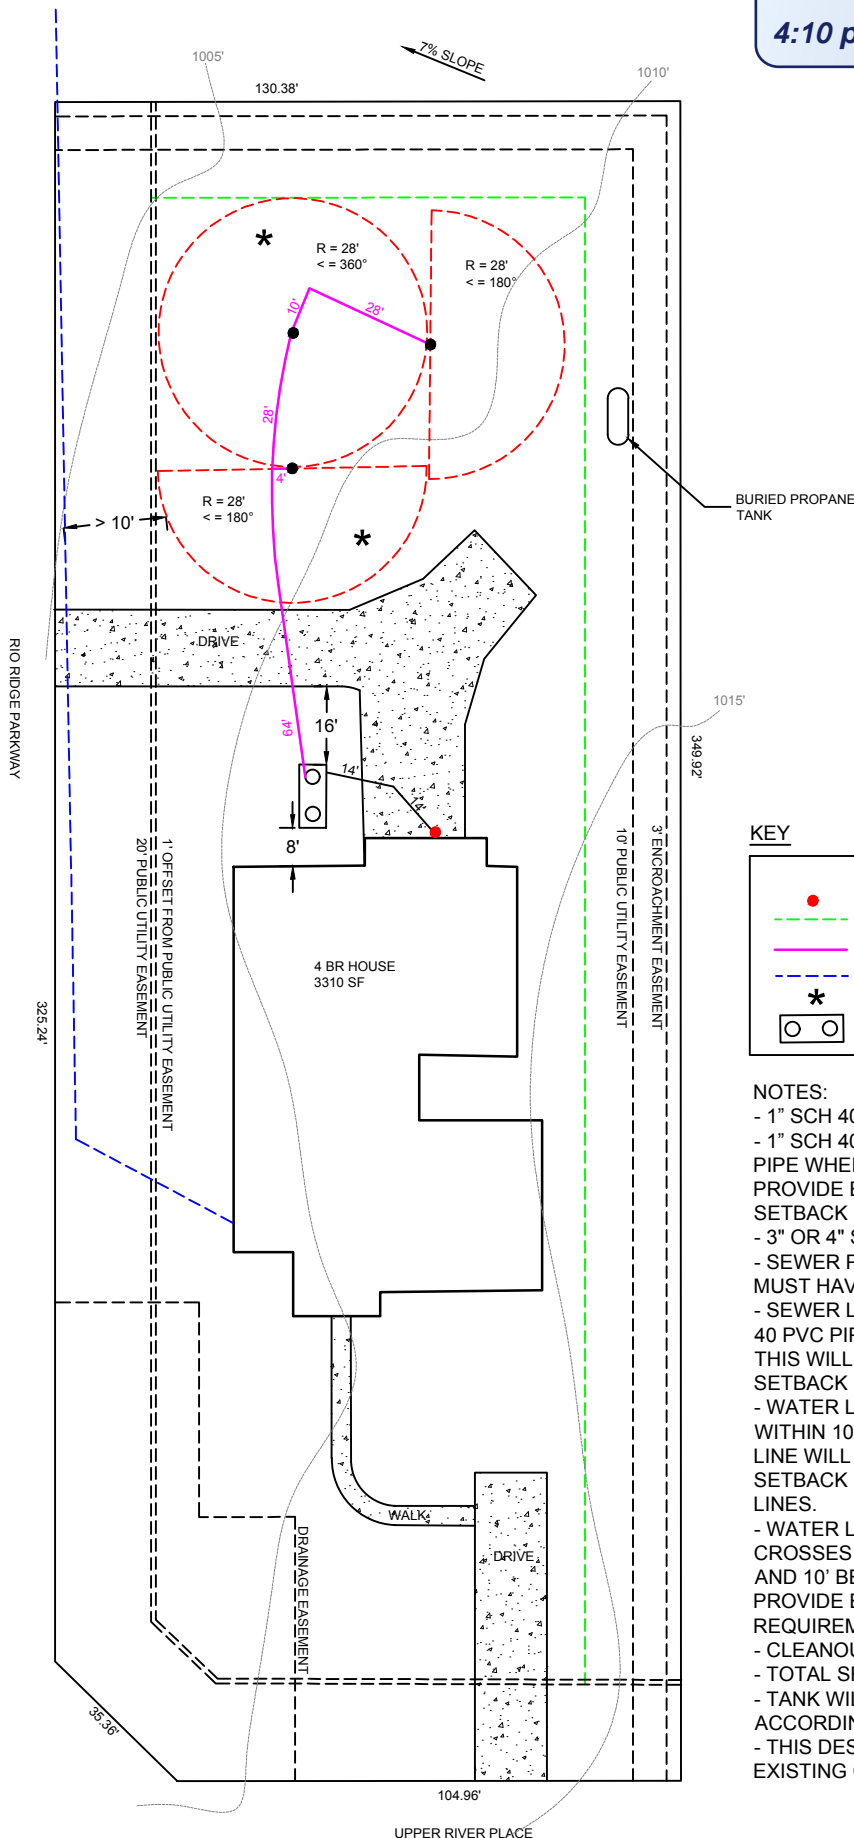 4:10 p
7% SLOPE
1005'
1010'
130.38'
*
R = 28'
< = 360°
R = 28'
< = 180°
10'
28'
28'
4'
R = 28'
< = 180°
> 10'
*
BURIED PROPANE
TANK
DRIVE
RIO RIDGE PARKWAY
16'
64'
14'
14'
8'
1015'
349.92'
1' OFFSET FROM PUBLIC UTILITY EASEMENT
20' PUBLIC UTILITY EASEMENT
10' PUBLIC UTILITY EASEMENT
3' ENCROACHMENT EASEMENT
4 BR HOUSE
3310 SF
325.24'
KEY
*
NOTES:
- 1" SCH 40
- 1" SCH 40
PIPE WHE
PROVIDE E
SETBACK
- 3" OR 4" S
- SEWER P
MUST HAV
- SEWER L
40 PVC PIP
THIS WILL
SETBACK
- WATER L
WITHIN 10
LINE WILL
SETBACK
LINES.
- WATER L
CROSSES
AND 10' BE
PROVIDE E
REQUIREM
- CLEANOU
- TOTAL SP
- TANK WIL
ACCORDIN
- THIS DES
EXISTING
WALK
DRIVE
DRAINAGE EASEMENT
35.36'
104.96'
UPPER RIVER PLACE